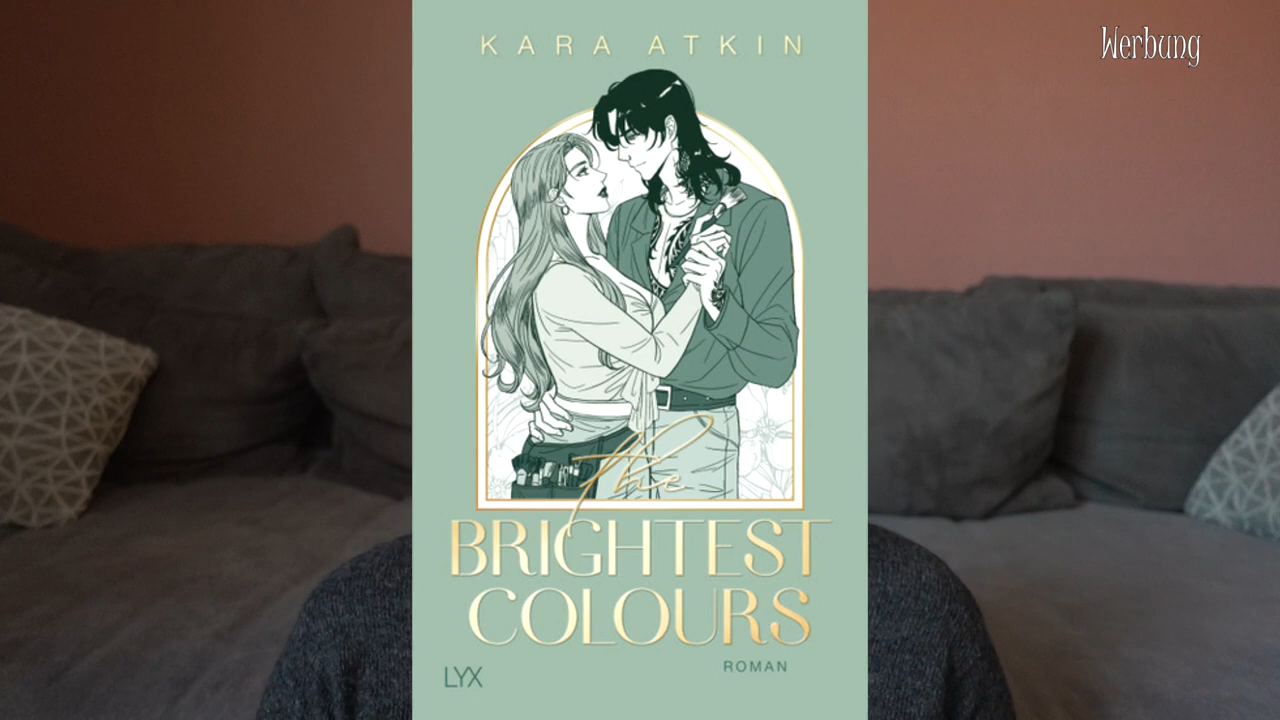 KARA ATKIN
Werbung
the
BRIGHTEST
COLOURS
ROMAN
LYX